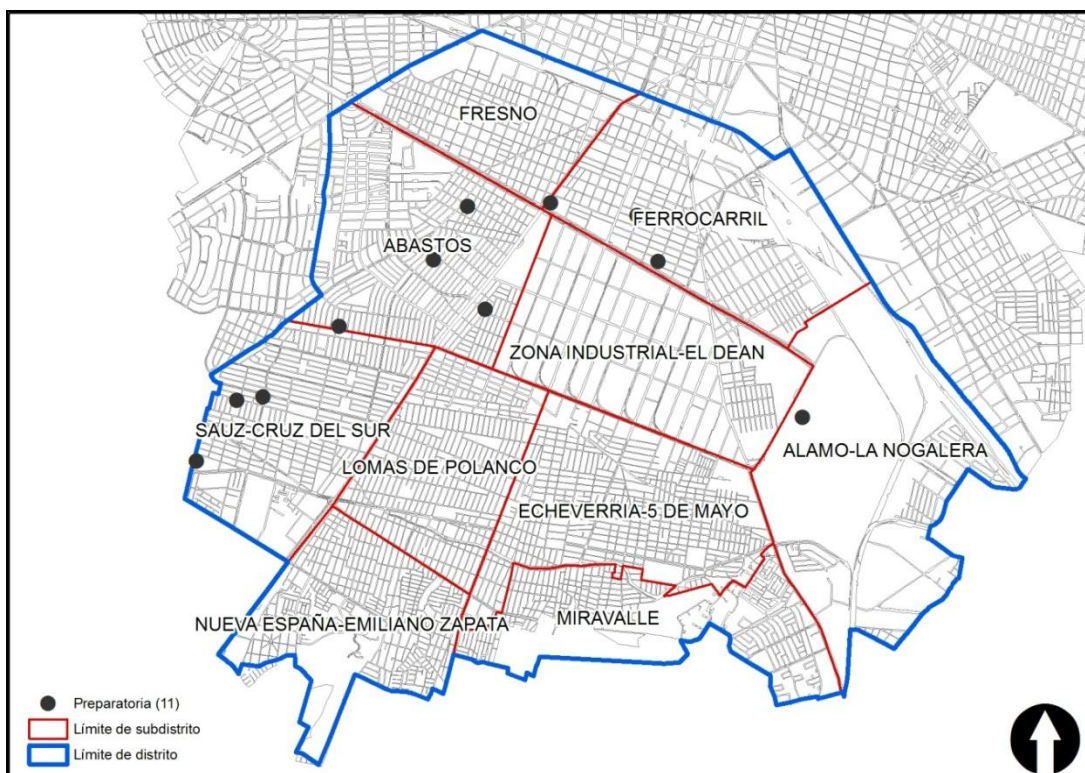 FRESNO
FERROCARRIL
ABASTOS
ZONA INDUSTRIAL-EL DEAN
SAUZ-CRUZ DEL SUR
ALAMO-LA NOGALERA
LOMAS DE POLANCO
ECHEVERRIA-5 DE MAYO
NUEVA ESPAÑA-EMILIANO ZAPATA
MIRAVALLE
Preparatoria (11)
Límite de subdistrito
Límite de distrito